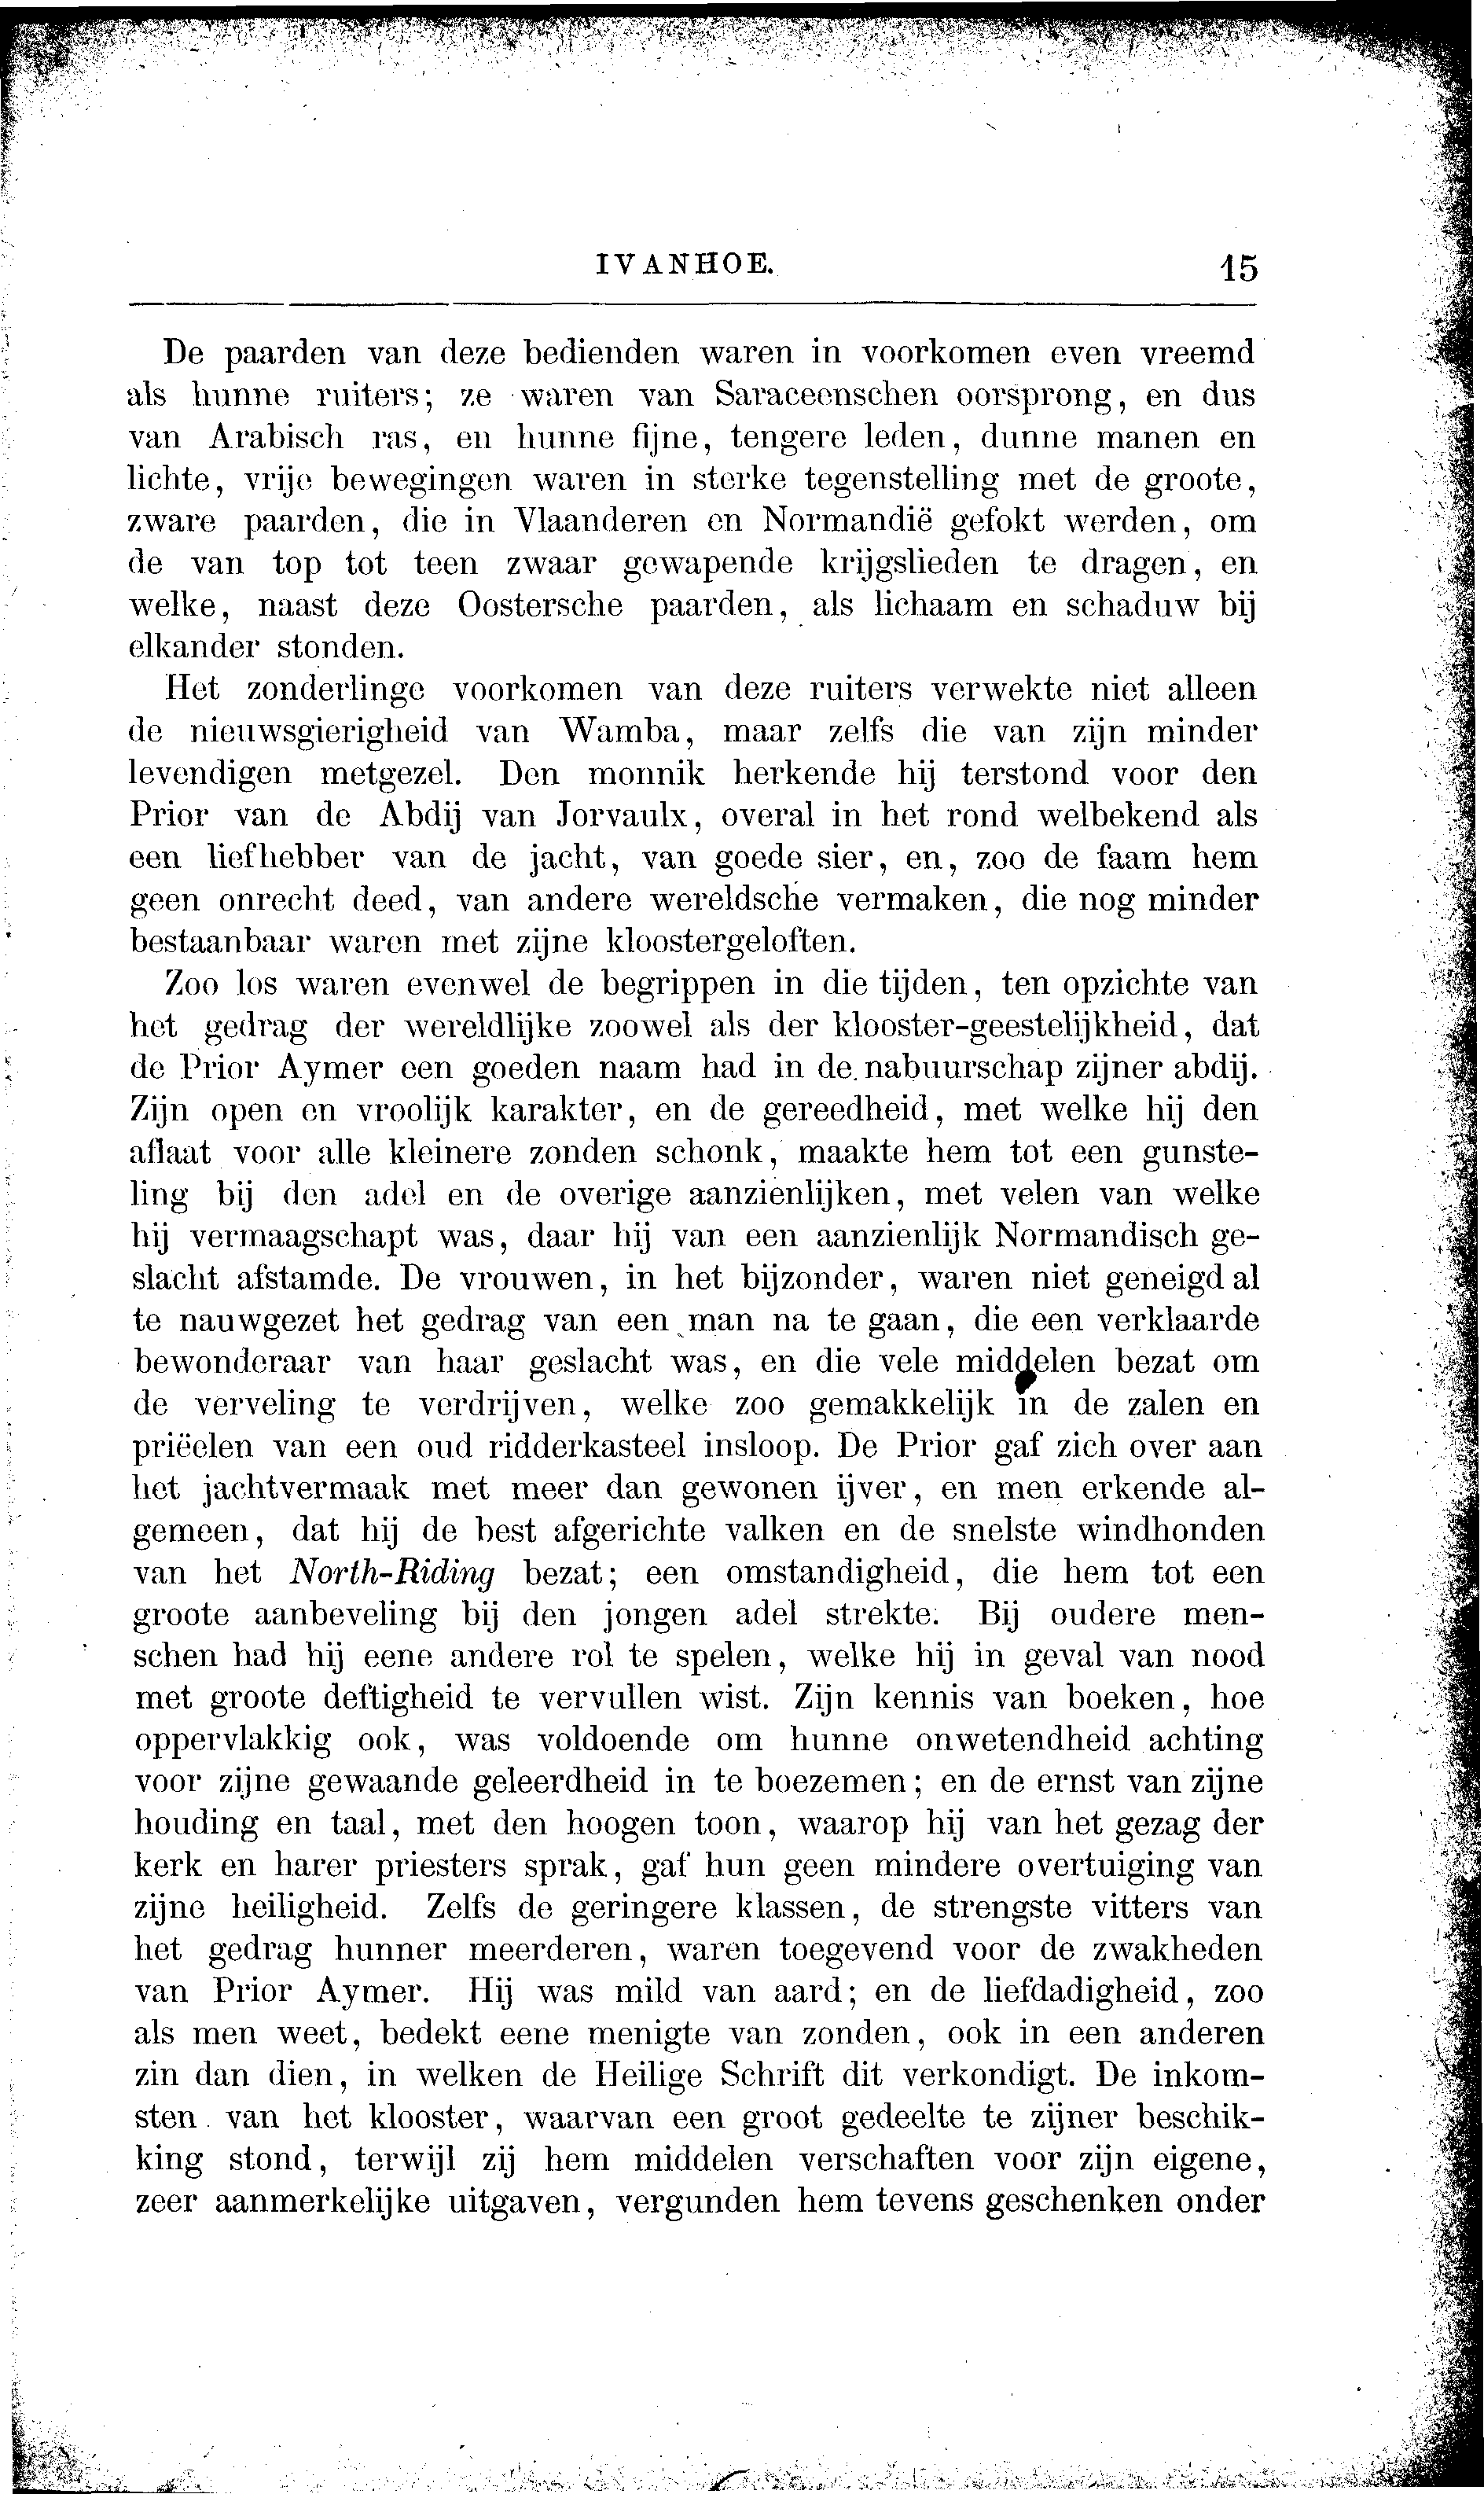 IVANHOE. 15
De paarden van deze bedienden waren in voorkomen even vreemd
als hunne ruiters; ze waren van Saraceenschen oorsprong, en dus
van Arabisch ras, en hunne fijne, tengere leden, dunne manen en
lichte, vrije bewegingen waren in sterke tegenstelling met de groote,
zware paarden, die in Vlaanderen en Normandië gefokt werden, om
de van top tot teen zwaar gewapende krijgslieden te dragen, en
welke, naast deze Oostersche paarden, als lichaam en schaduw bij
elkander stonden.
Het zonderlinge voorkomen van deze ruiters verwekte niet alleen
de nieuwsgierigheid van Wamba, maar zelfs die van zijn minder
levendigen metgezel. Den monnik herkende hij terstond voor den
Prior van de Abdij van Jorvaulx, overal in het rond welbekend als
een liefhebber van de jacht, van goede sier, en, zoo de faam hem
geen onrecht deed, van andere wereldsche vermaken, die nog minder
bestaanbaar waren met zijne kloostergeloften.
Zoo los waren evenwel de begrippen in die tijden, ten opzichte van
het gedrag der wereldlijke zoowel als der klooster-geestelijkheid, dat
de Prior Aymer een goeden naam had in de nabuurschap zijner abdij.
Zijn open en vroolijk karakter, en de gereedheid, met welke hij den
aflaat voor alle kleinere zonden schonk, maakte hem tot een gunste-
ling bij den adel en de overige aanzienlijken, met velen van welke
hij vermaagschapt was, daar hij van een aanzienlijk Normandisch ge-
slacht afstamde. De vrouwen, in het bijzonder, waren niet geneigd al
te nauwgezet het gedrag van een man na te gaan, die een verklaarde
bewonderaar van haar geslacht was, en die vele middelen bezat om
de verveling te verdrijven, welke zoo gemakkelijk in de zalen en
priëelen van een oud ridderkasteel insloop. De Prior gaf zich over aan
het jachtvermaak met meer dan gewonen ijver, en men erkende al-
gemeen, dat hij de best afgerichte valken en de snelste windhonden
van het North-Riding bezat; een omstandigheid, die hem tot een
groote aanbeveling bij den jongen adel strekte. Bij oudere men-
schen had hij eene andere rol te spelen, welke hij in geval van nood
met groote deftigheid te vervullen wist. Zijn kennis van boeken, hoe
oppervlakkig ook, was voldoende om hunne onwetendheid achting
voor zijne gewaande geleerdheid in te boezemen; en de ernst van zijne
houding en taal, met den hoogen toon, waarop hij van het gezag der
kerk en harer priesters sprak, gaf hun geen mindere overtuiging van
zijne heiligheid. Zelfs de geringere klassen, de strengste vitters van
het gedrag hunner meerderen, waren toegevend voor de zwakheden
van Prior Aymer. Hij was mild van aard; en de liefdadigheid, zoo
als men weet, bedekt eene menigte van zonden, ook in een anderen
zin dan dien, in welken de Heilige Schrift dit verkondigt. De inkom-
sten van het klooster, waarvan een groot gedeelte te zijner beschik-
king stond, terwijl zij hem middelen verschaften voor zijn eigene,
zeer aanmerkelijke uitgaven, vergunden hem tevens geschenken onder